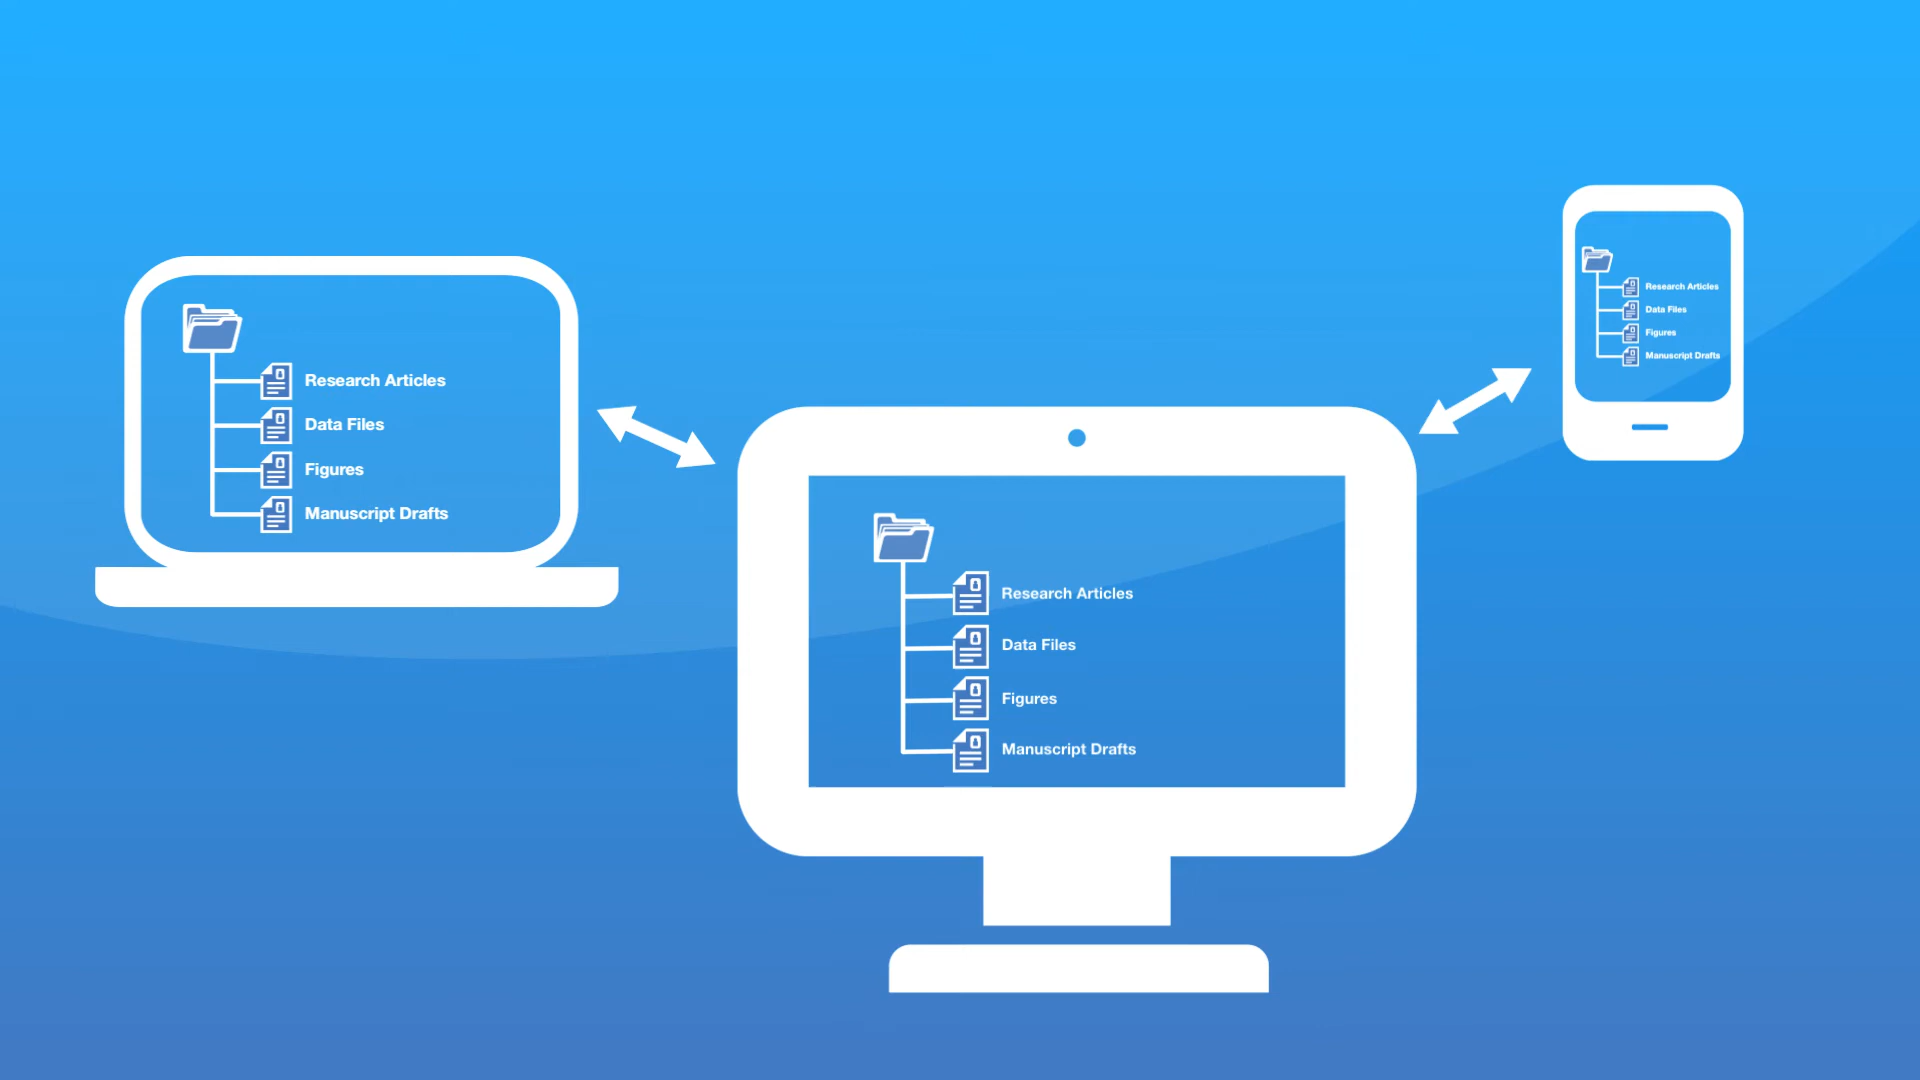 Research Articles
Data Files
Figures
Manuscript Drafts
Research Articles
Data Files
Figures
Manuscript Drafts
Research Articles
Data Files
Figures
Manuscript Drafts